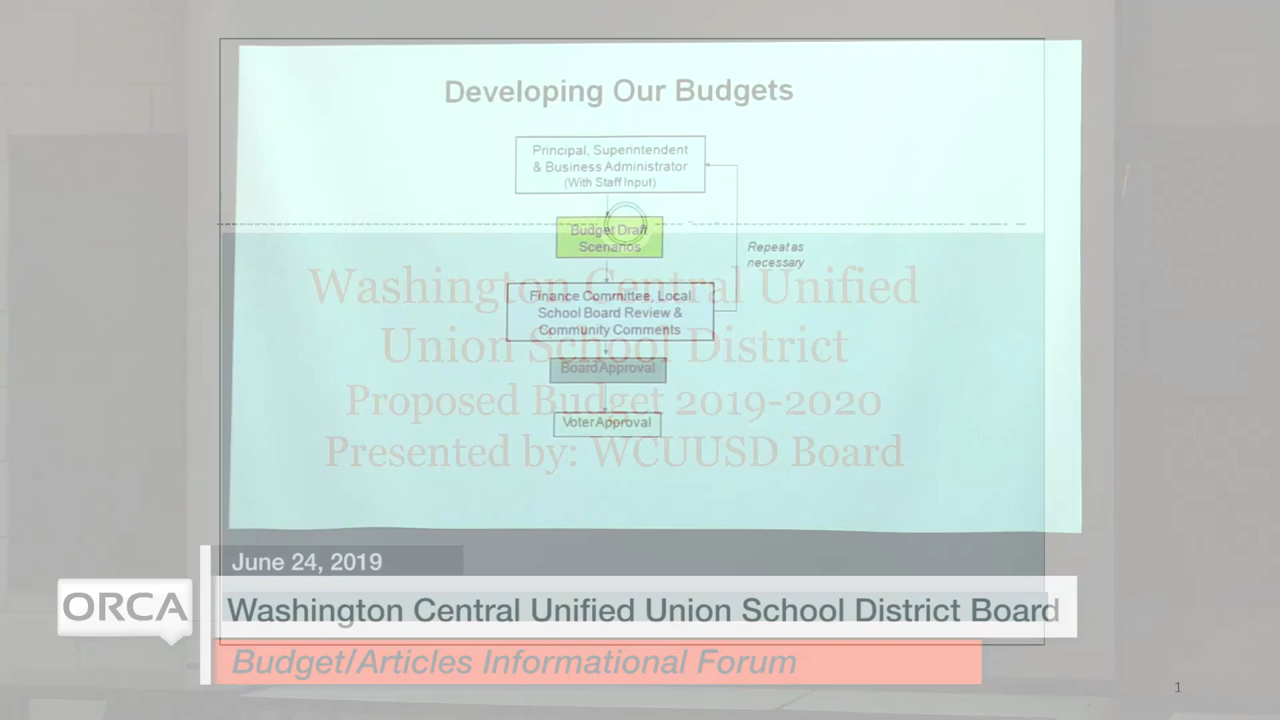 Developing Our Budgets
Principal, Superintendent
& Business Administrator
(With Staff Input)
Budget Draft
Scenarios
Repeat as
necessary
Finance Committee, Local
School Board Review &
Community Comments
Board Approval
Voter Approval
Washington Central Unified
Union School District
Proposed Budget 2019-2020
Presented by: WCUUSD Board
June 24, 2019
ORCA
Washington Central Unified Union School District Board
Budget/Articles Informational Forum
1